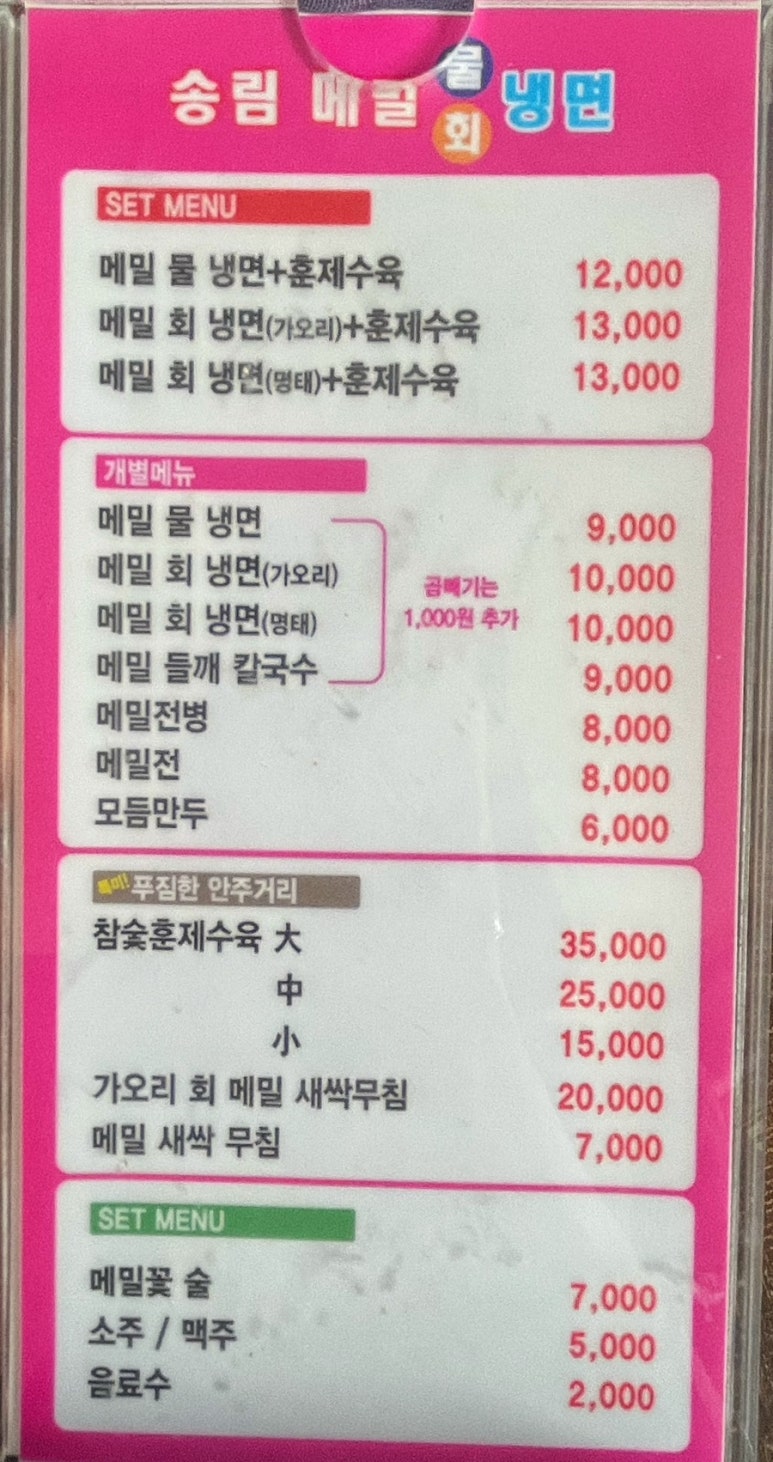 송림 메밀 물 회 냉면
SET MENU
메밀 물 냉면+훈제수육 12,000
메밀 회 냉면(가오리)+훈제수육 13,000
메밀 회 냉면(명태)+훈제수육 13,000
개별메뉴
메밀 물 냉면 9,000
메밀 회 냉면(가오리) 10,000
메밀 회 냉면(명태) 10,000
메밀 들깨 칼국수 9,000
곱빼기는
1,000원 추가
메밀전병 8,000
메밀전 8,000
모듬만두 6,000
특미! 푸짐한 안주거리
참숯훈제수육 大 35,000
中 25,000
小 15,000
가오리 회 메밀 새싹무침 20,000
메밀 새싹 무침 7,000
SET MENU
메밀꽃 술 7,000
소주 / 맥주 5,000
음료수 2,000